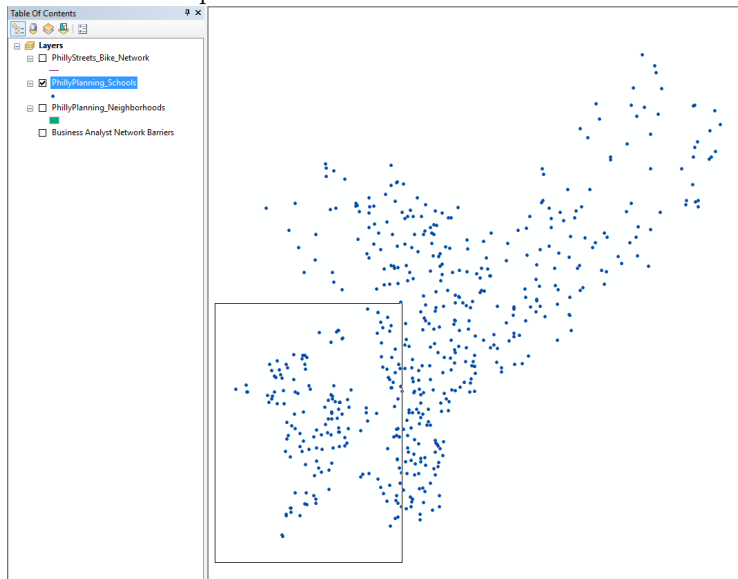 Table Of Contents
Layers
PhillyStreets_Bike_Network
PhillyPlanning_Schools
PhillyPlanning_Neighborhoods
Business Analyst Network Barriers